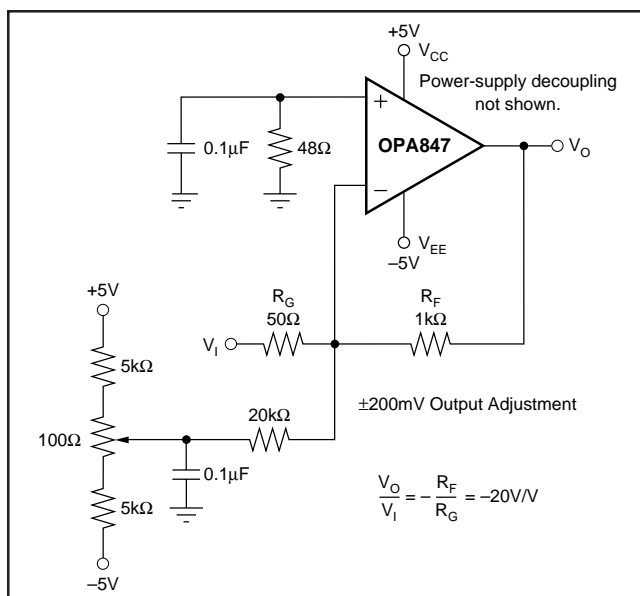 +5V
V_CC
Power-supply decoupling
not shown.
+
0.1μF
48Ω
OPA847
V_O
−
V_EE
−5V
+5V
R_G
50Ω
R_F
1kΩ
V_I
5kΩ
±200mV Output Adjustment
20kΩ
100Ω
0.1μF
5kΩ
V_O/V_I = − R_F/R_G = −20V/V
−5V